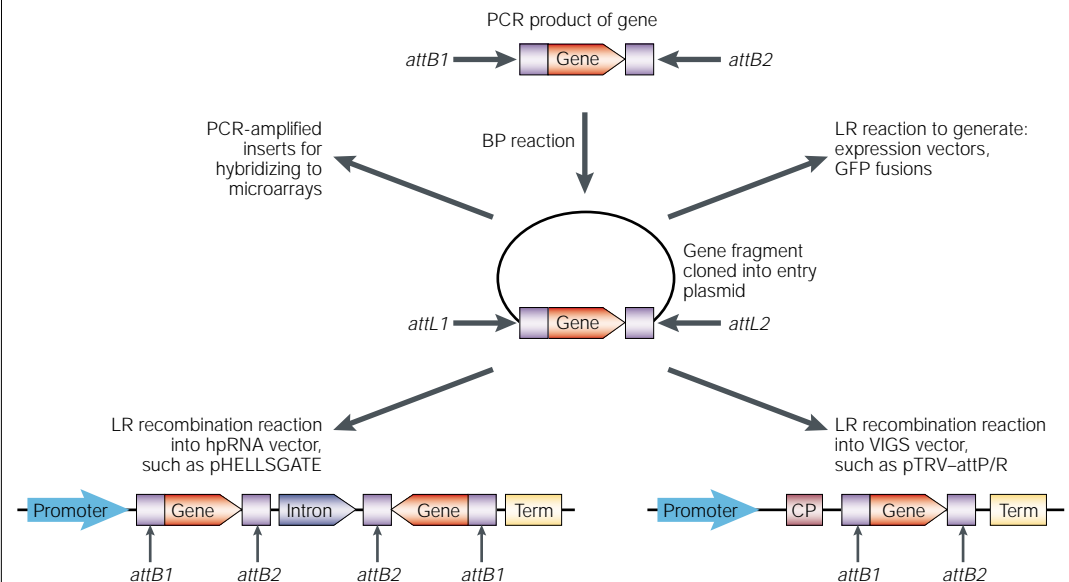 PCR product of gene
attB1
Gene
attB2
PCR-amplified
inserts for
hybridizing to
microarrays
BP reaction
LR reaction to generate:
expression vectors,
GFP fusions
Gene fragment
cloned into entry
plasmid
attL1
Gene
attL2
LR recombination reaction
into hpRNA vector,
such as pHELLSGATE
LR recombination reaction
into VIGS vector,
such as pTRV–attP/R
Promoter Gene Intron Gene Term
attB1 attB2 attB2 attB1
Promoter CP Gene Term
attB1 attB2